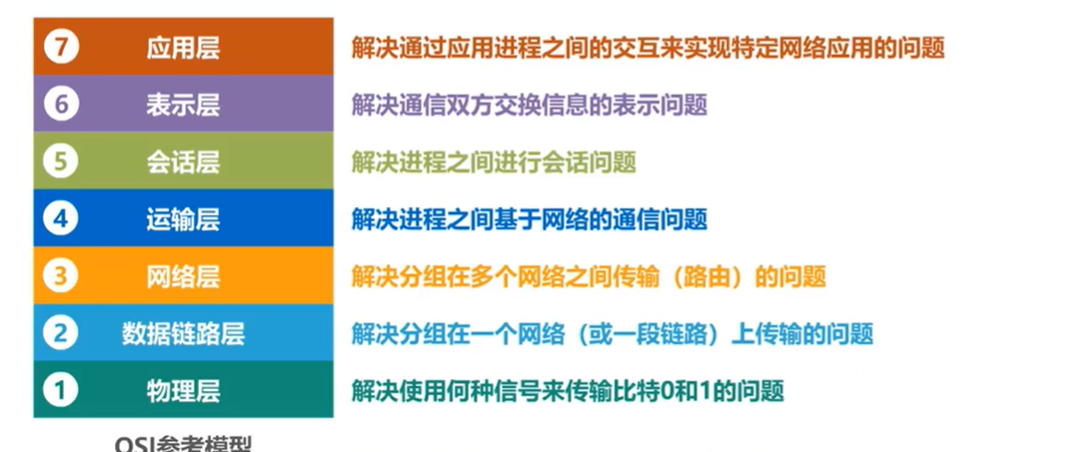 7 应用层 解决通过应用进程之间的交互来实现特定网络应用的问题
6 表示层 解决通信双方交换信息的表示问题
5 会话层 解决进程之间进行会话问题
4 运输层 解决进程之间基于网络的通信问题
3 网络层 解决分组在多个网络之间传输（路由）的问题
2 数据链路层 解决分组在一个网络（或一段链路）上传输的问题
1 物理层 解决使用何种信号来传输比特0和1的问题
OSI参考模型